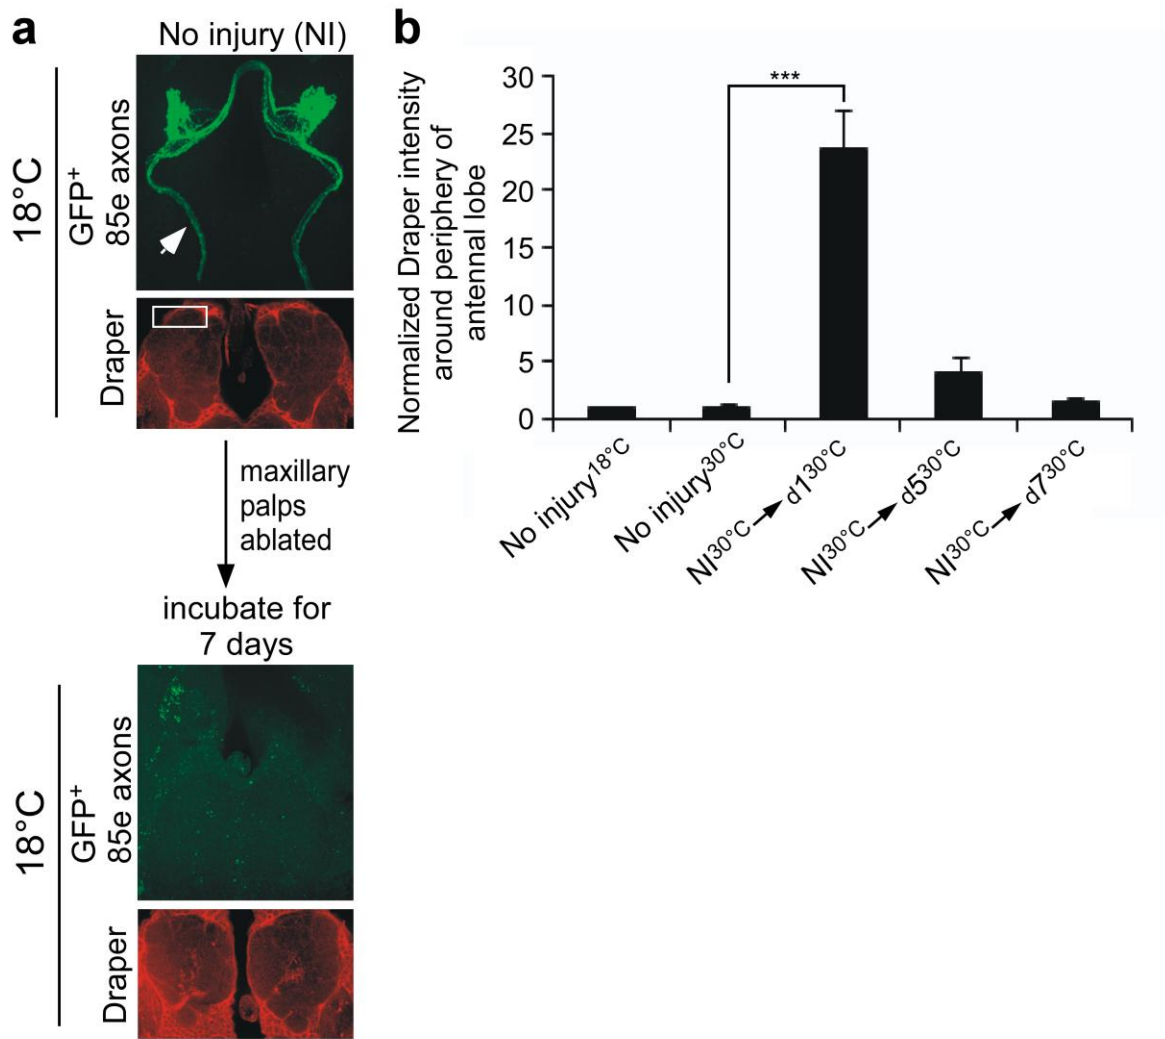 a
No injury (NI)
18°C
GFP⁺
85e axons
Draper
maxillary
palps
ablated
incubate for
7 days
18°C
GFP⁺
85e axons
Draper
b
Normalized Draper intensity
around periphery of
antennal lobe
30
25
20
15
10
5
0
***
No injury¹⁸°ᶜ
No injury³⁰°ᶜ
NI³⁰°ᶜ→d1³⁰°ᶜ
NI³⁰°ᶜ→d5³⁰°ᶜ
NI³⁰°ᶜ→d7³⁰°ᶜ